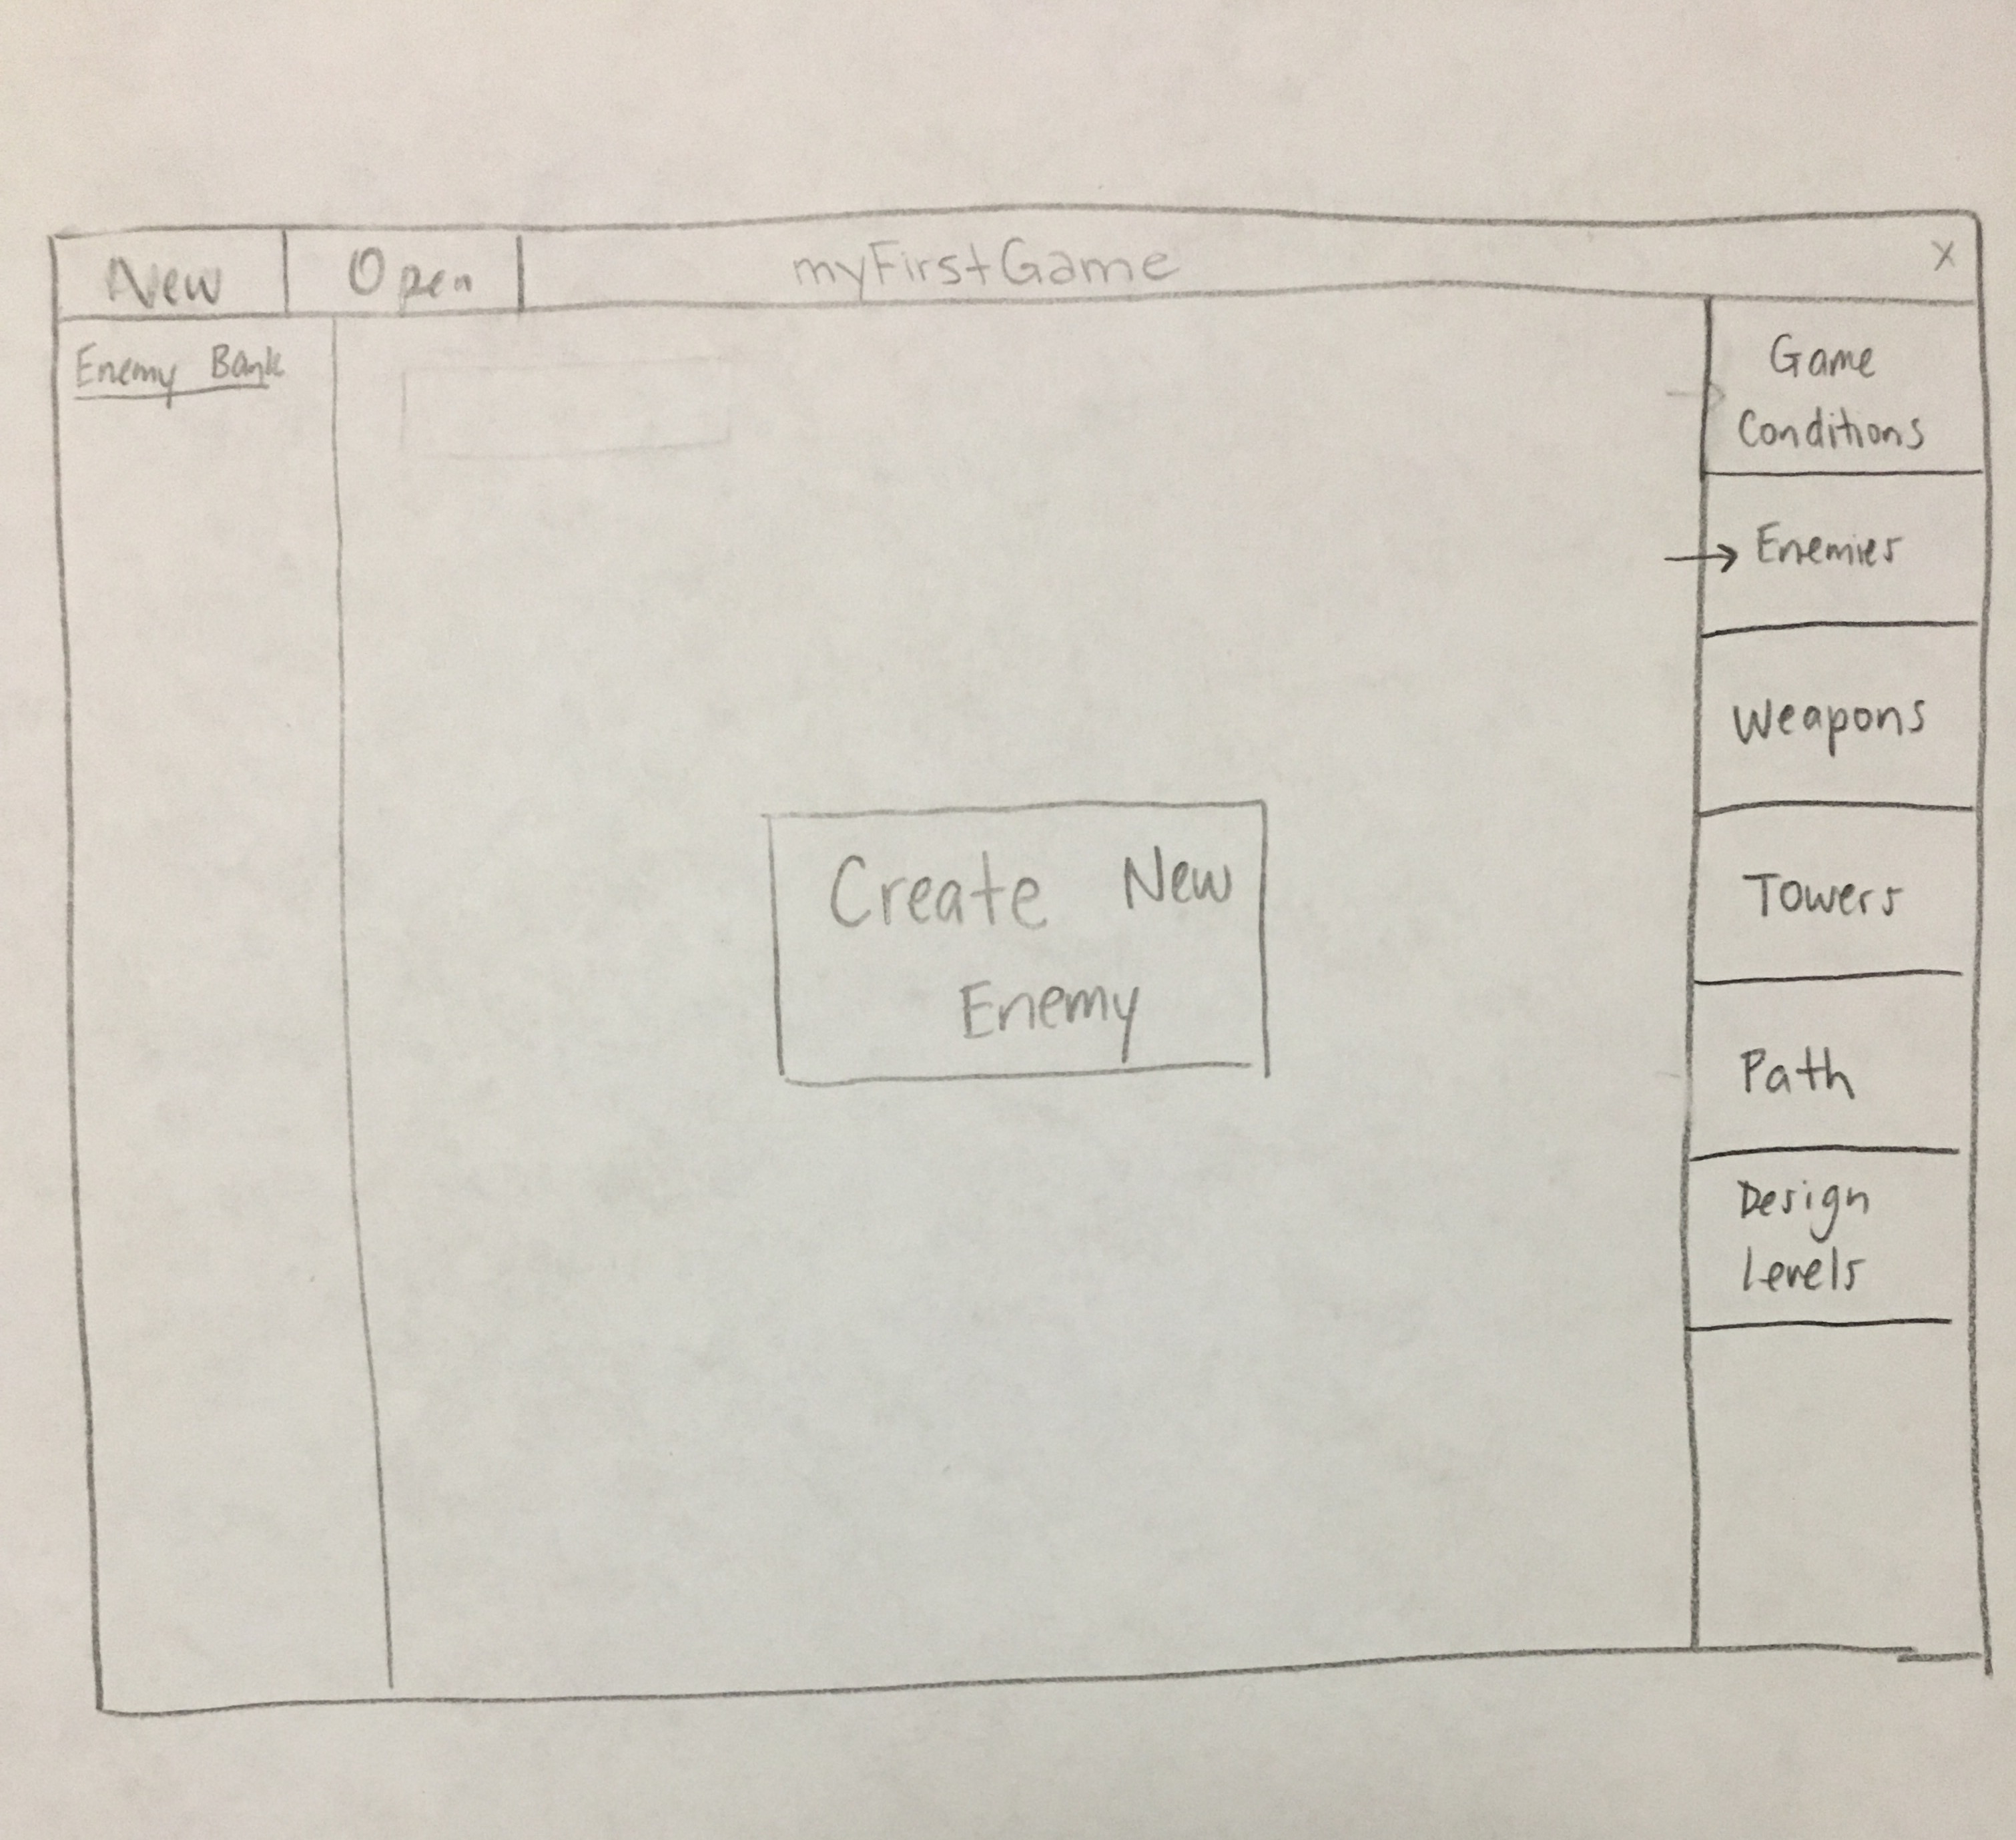 New Open myFirstGame X
Enemy Bank
Game
Conditions
→ Enemies
Weapons
Create New
Enemy
Towers
Path
Design
Levels